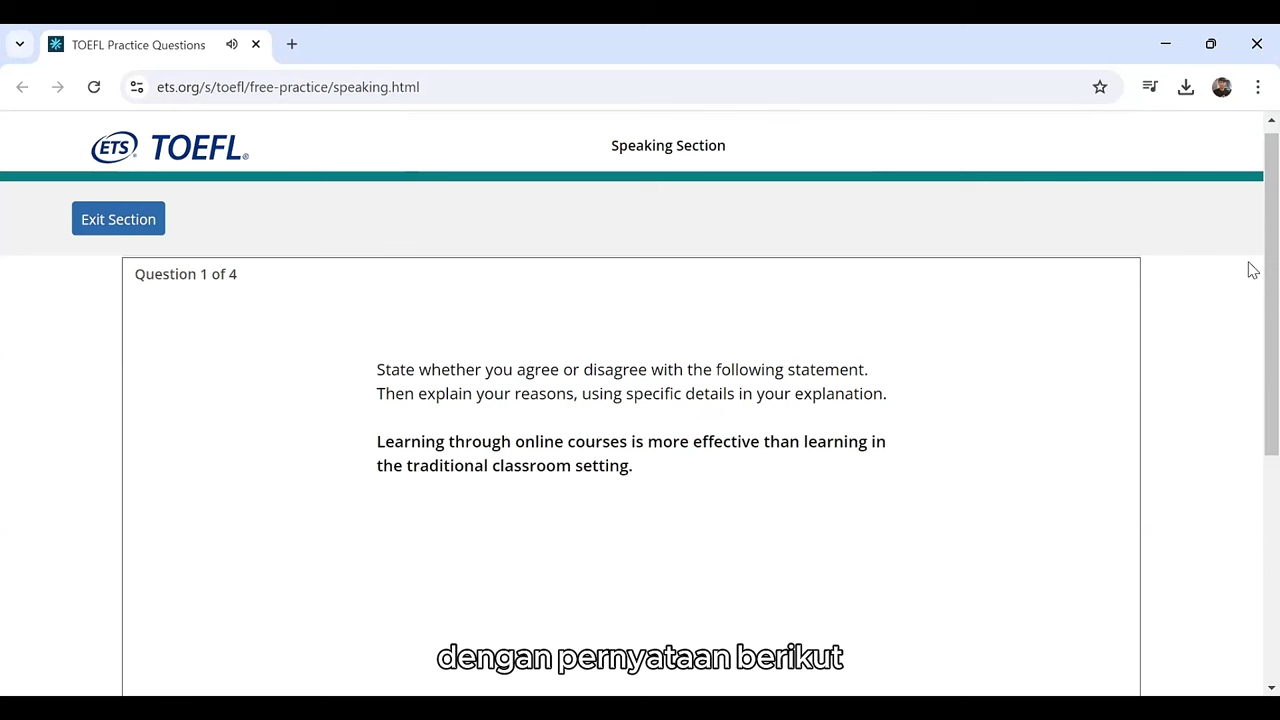 TOEFL Practice Questions
ets.org/s/toefl/free-practice/speaking.html
ETS TOEFL®
Speaking Section
Exit Section
Question 1 of 4
State whether you agree or disagree with the following statement.
Then explain your reasons, using specific details in your explanation.
Learning through online courses is more effective than learning in
the traditional classroom setting.
dengan pernyataan berikut